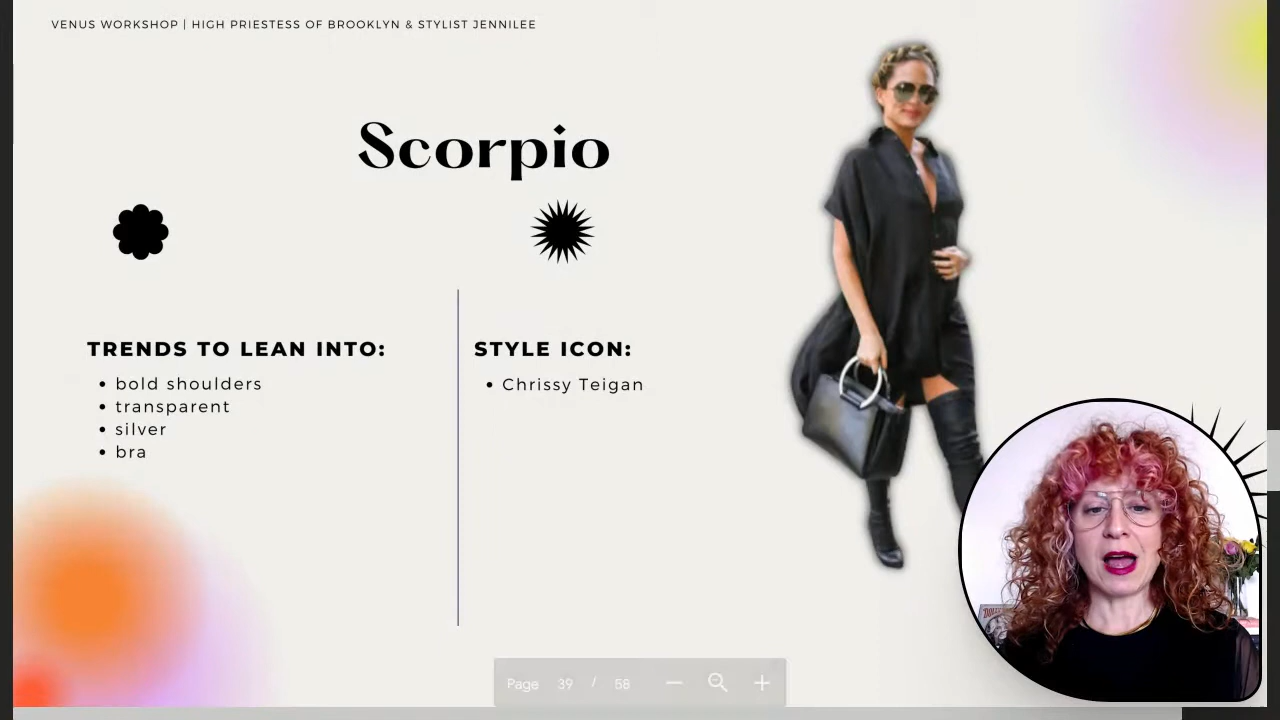 VENUS WORKSHOP | HIGH PRIESTESS OF BROOKLYN & STYLIST JENNILEE
Scorpio
TRENDS TO LEAN INTO:
• bold shoulders
• transparent
• silver
• bra
STYLE ICON:
• Chrissy Teigan
Page 39 / 58